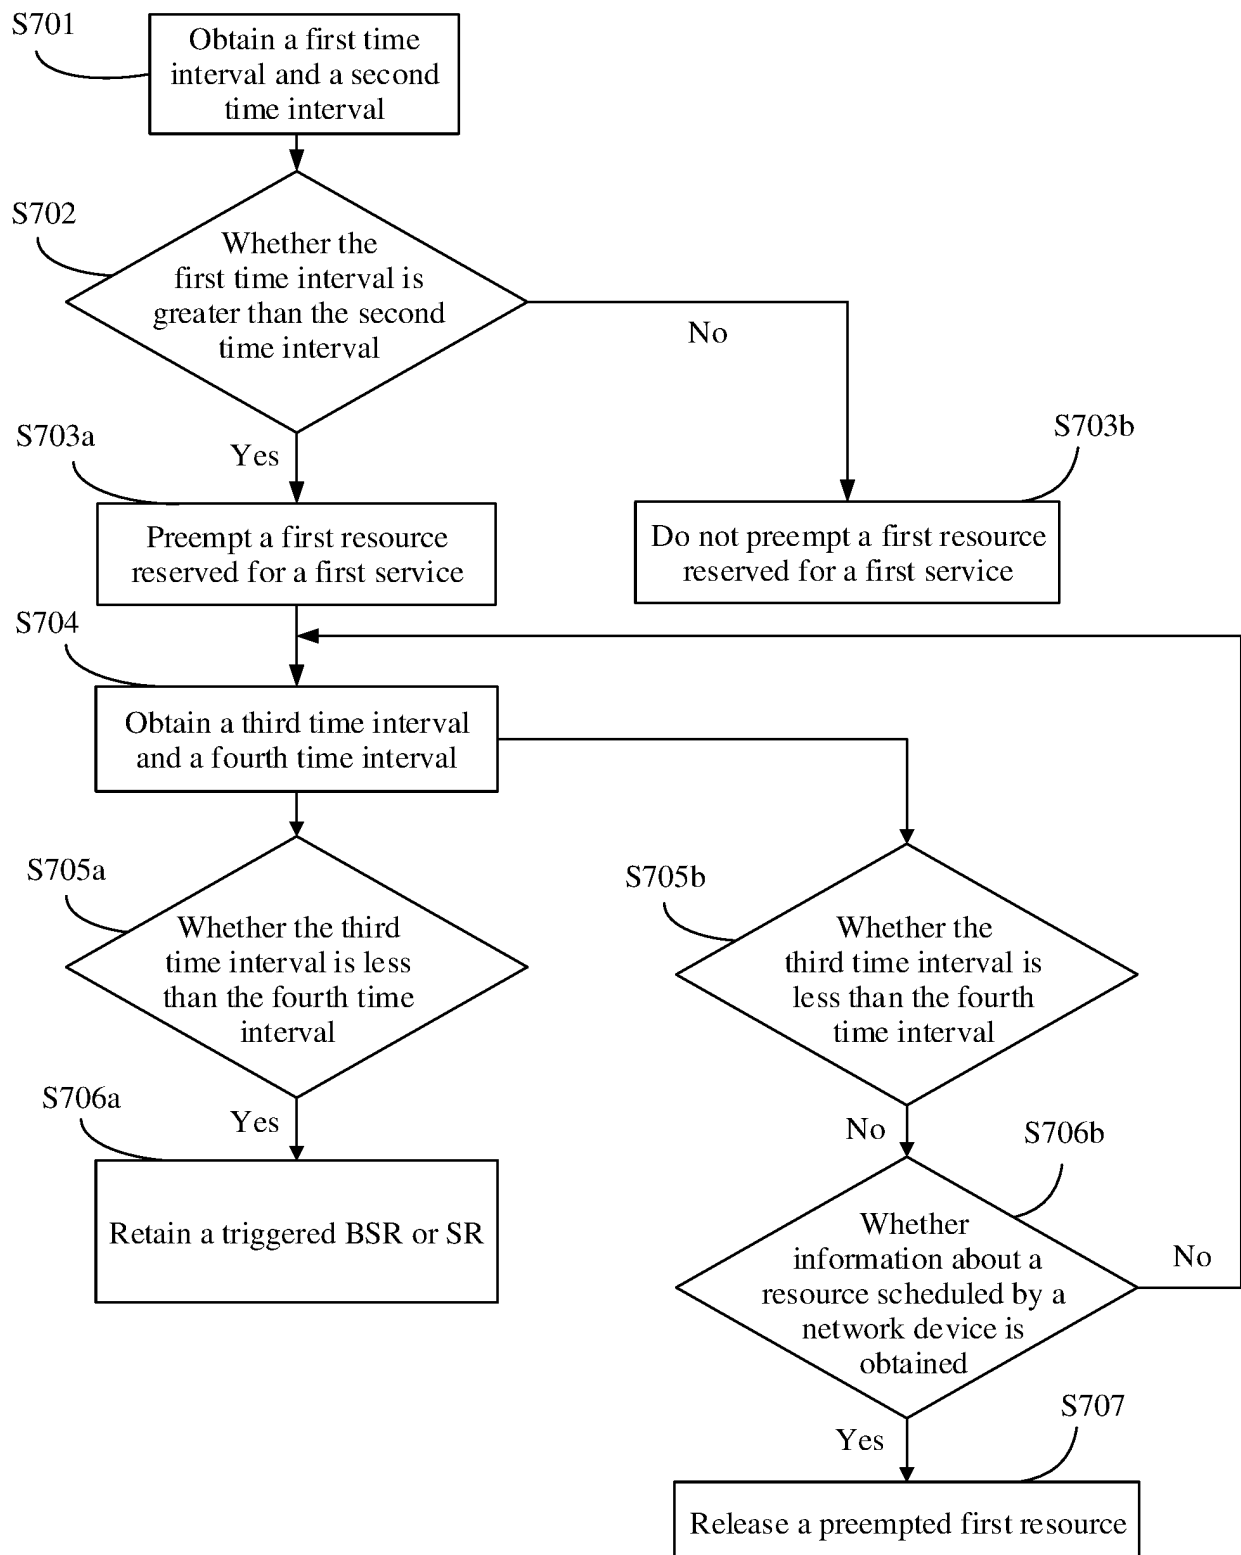 S701
Obtain a first time
interval and a second
time interval
S702
Whether the
first time interval is
greater than the second
time interval
No
Yes
S703a
Preempt a first resource
reserved for a first service
S703b
Do not preempt a first resource
reserved for a first service
S704
Obtain a third time interval
and a fourth time interval
S705a
Whether the third
time interval is less
than the fourth time
interval
S705b
Whether the
third time interval is
less than the fourth
time interval
Yes
No
S706a
Retain a triggered BSR or SR
S706b
Whether
information about a
resource scheduled by a
network device is
obtained
No
Yes
S707
Release a preempted first resource